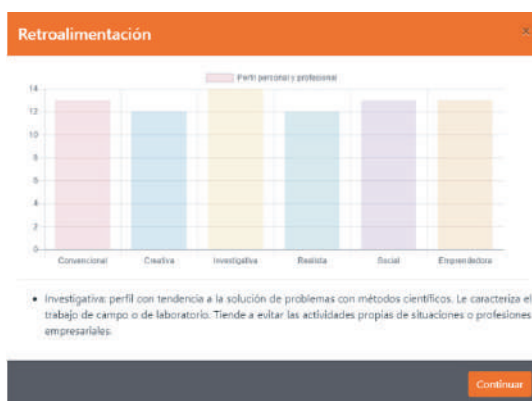 Retroalimentación
×
Perfil personal y profesional
14
12
10
8
6
4
2
0
Convencional Creativa Investigativa Realista Social Emprendedora
• Investigativa: perfil con tendencia a la solución de problemas con métodos científicos. Le caracteriza el
trabajo de campo o de laboratorio. Tiende a evitar las actividades propias de situaciones o profesiones
empresariales.
Continuar